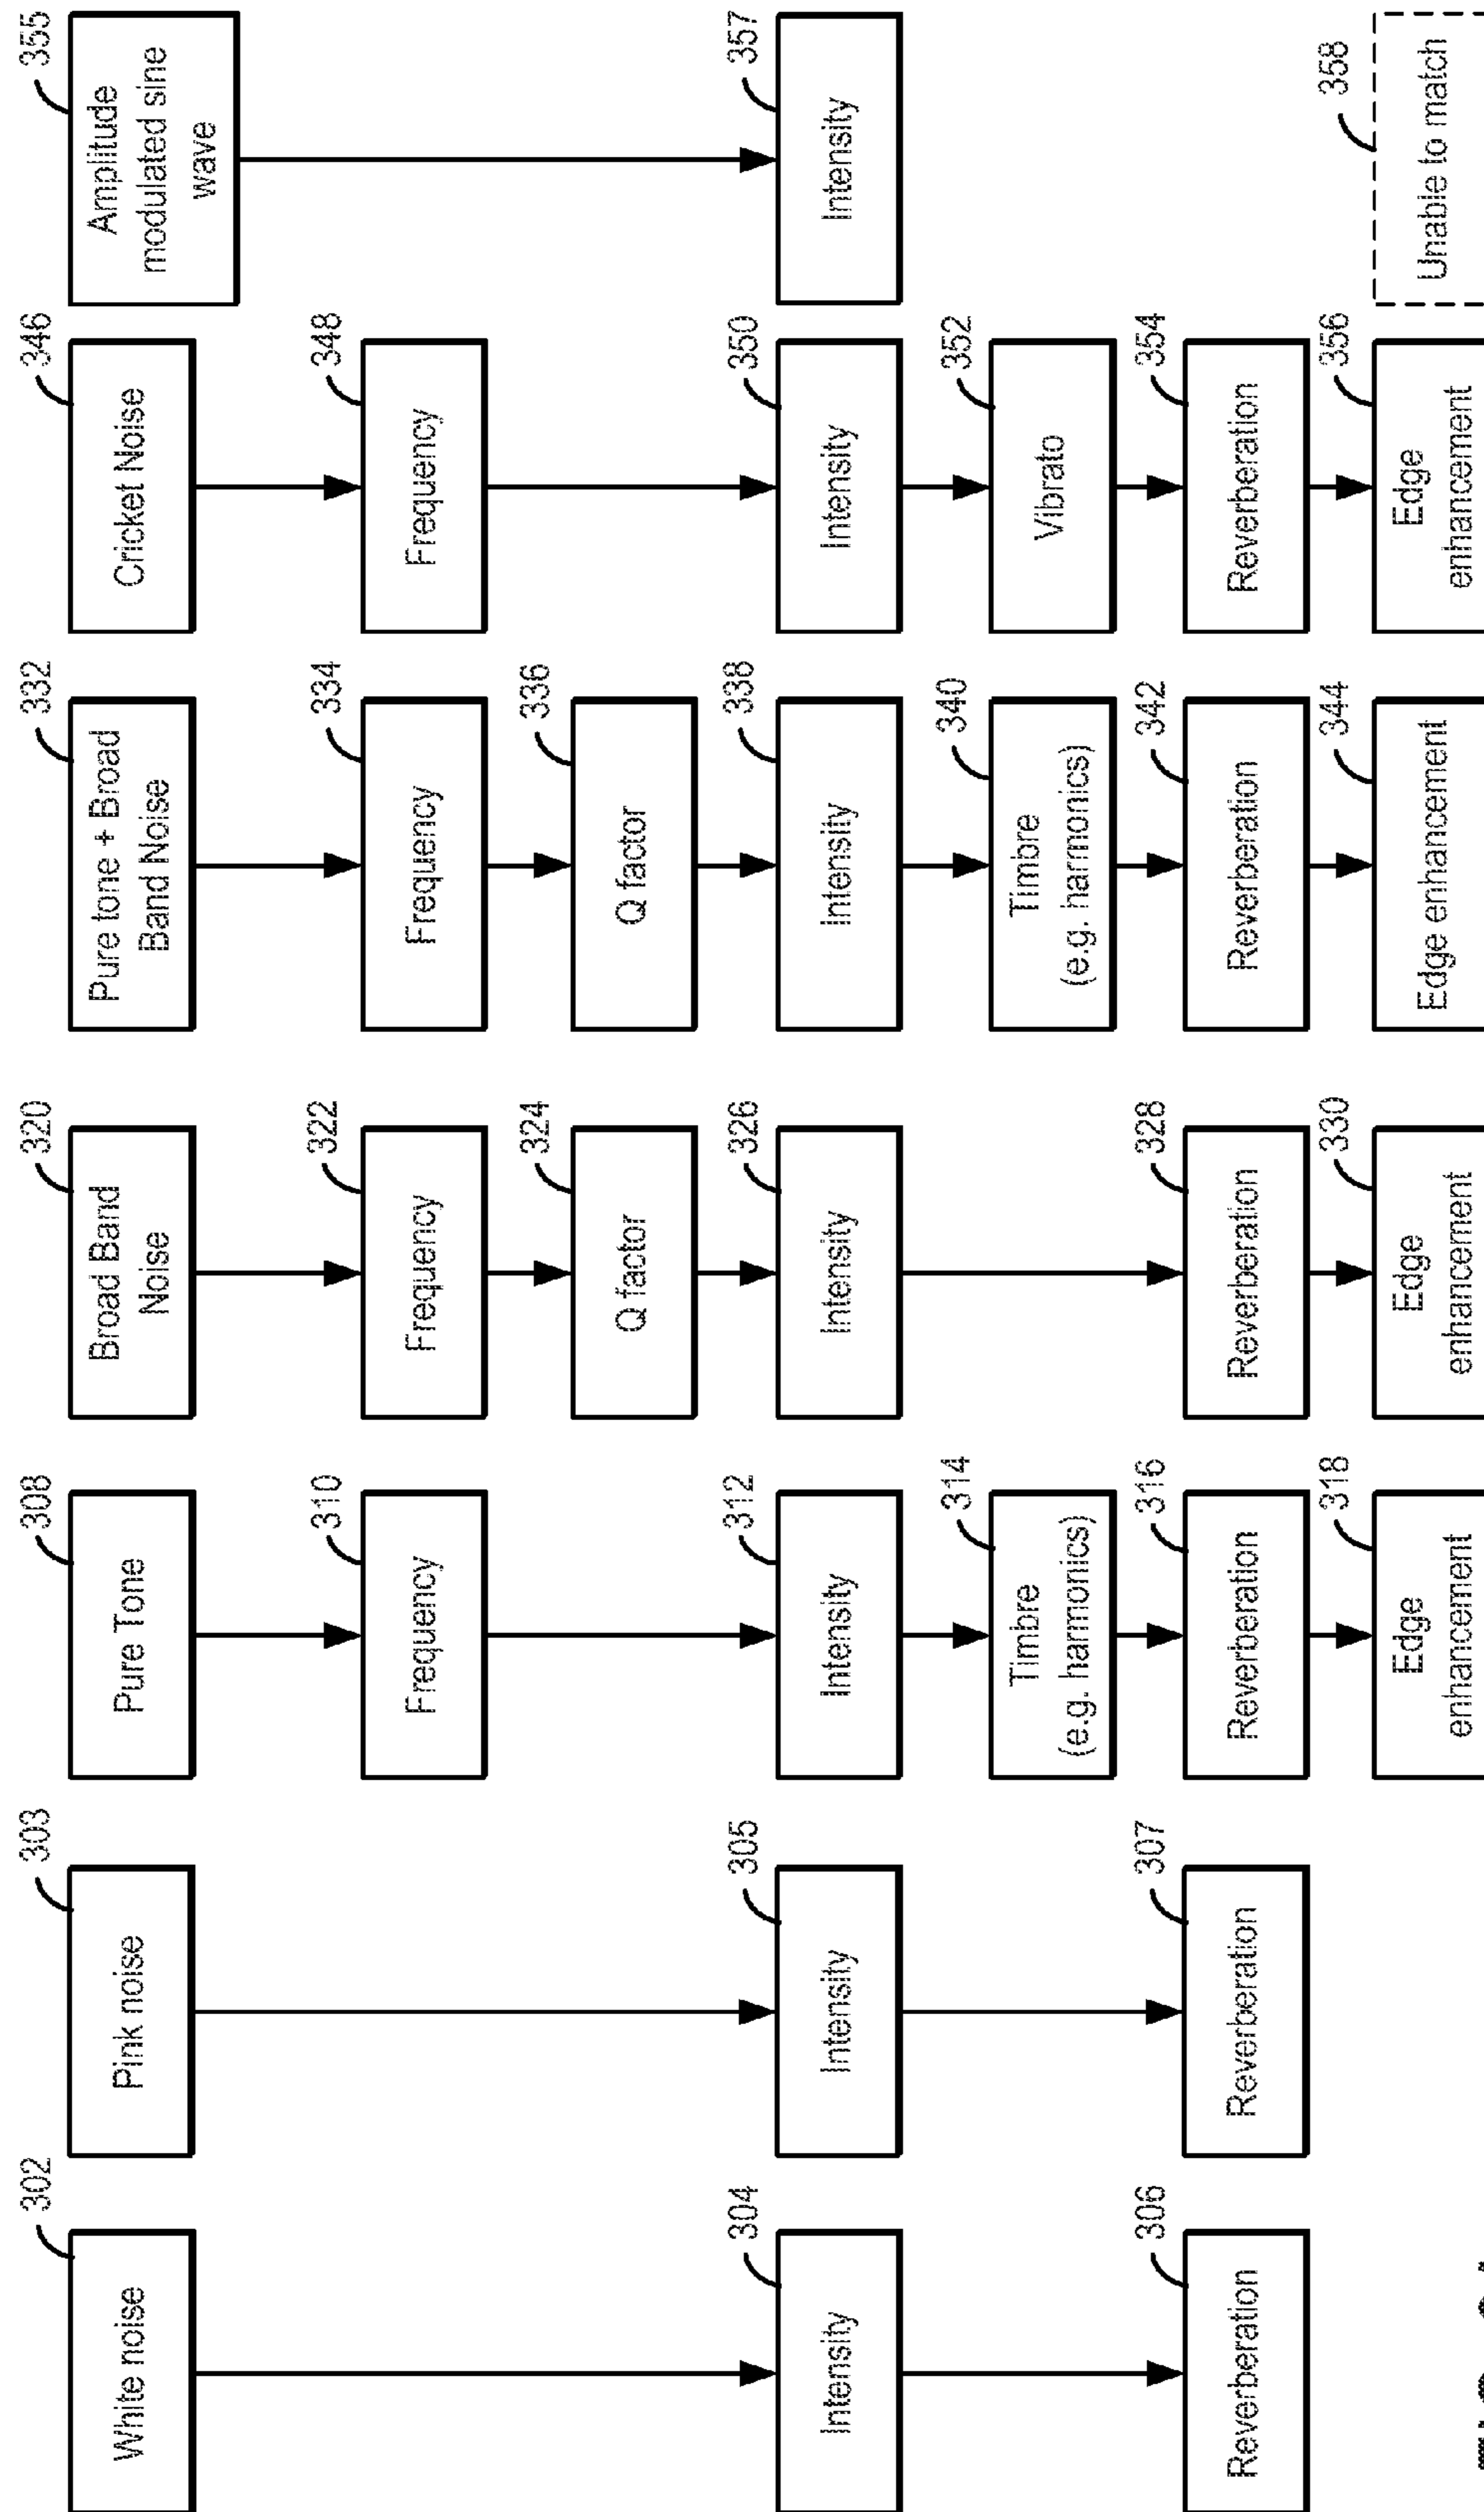 302
White noise
304
Intensity
306
Reverberation
303
Pink noise
305
Intensity
307
Reverberation
308
Pure Tone
310
Frequency
312
Intensity
314
Timbre
(e.g. harmonics)
316
Reverberation
318
Edge
enhancement
320
Broad Band
Noise
322
Frequency
324
Q factor
326
Intensity
328
Reverberation
330
Edge
enhancement
332
Pure tone + Broad
Band Noise
334
Frequency
336
Q factor
338
Intensity
340
Timbre
(e.g. harmonics)
342
Reverberation
344
Edge enhancement
346
Cricket Noise
348
Frequency
350
Intensity
352
Vibrato
354
Reverberation
356
Edge
enhancement
355
Amplitude
modulated sine
wave
357
Intensity
358
Unable to match